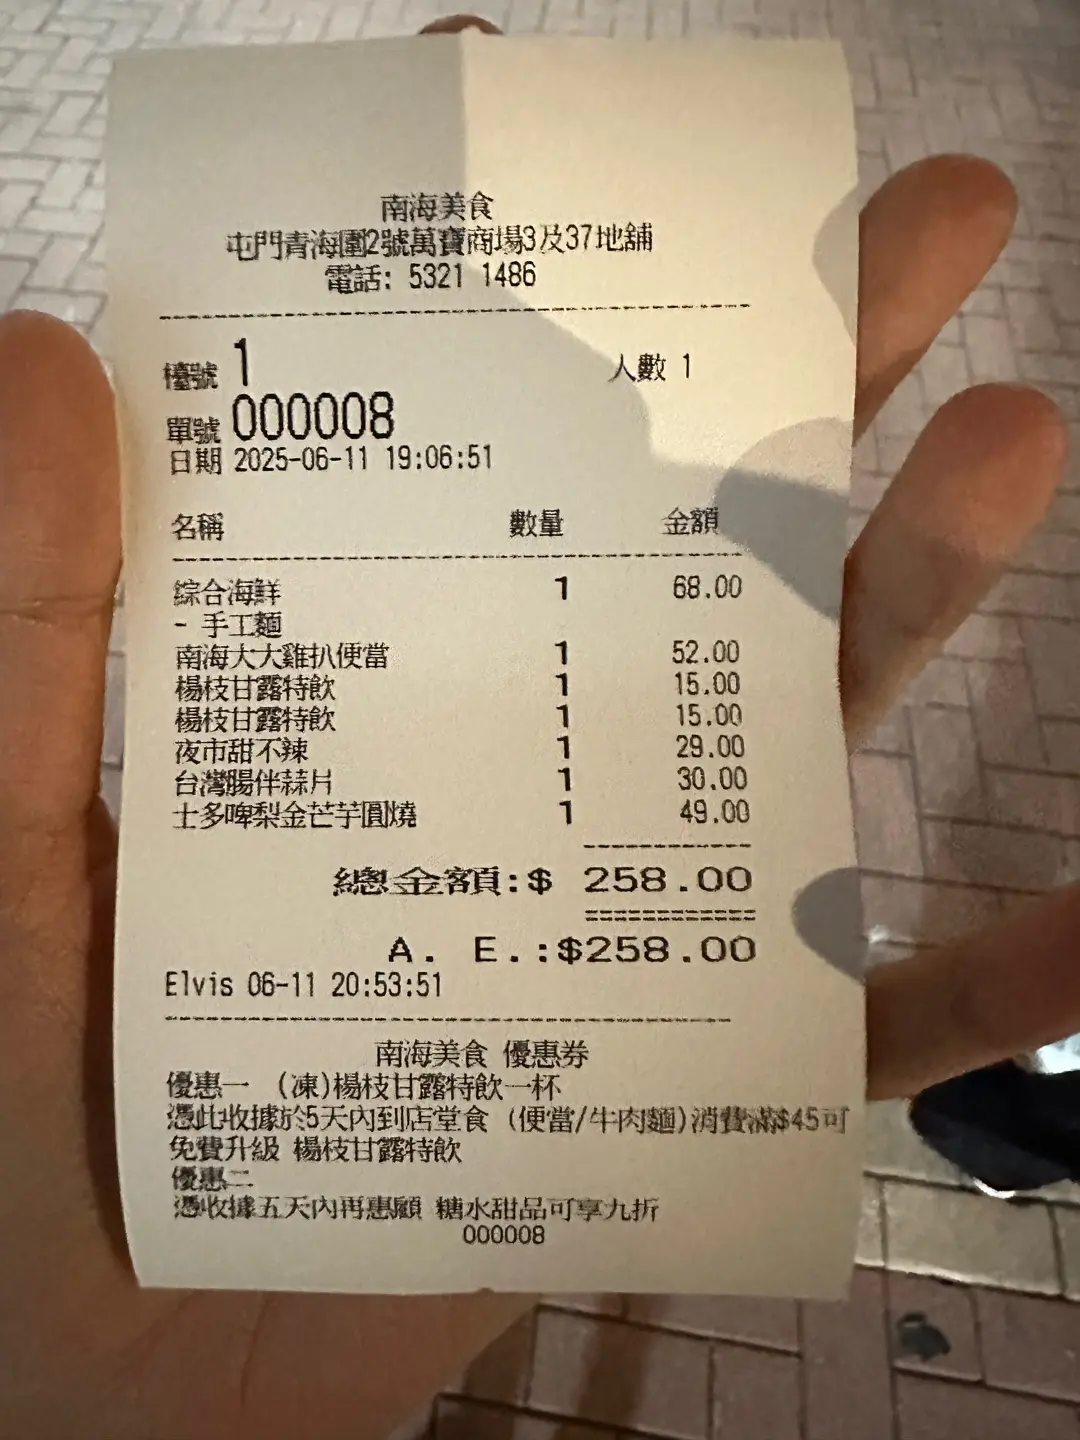 南海美食
屯門青海圍2號萬寶商場3及37地舖
電話: 5321 1486
檯號 1 人數 1
單號 000008
日期 2025-06-11 19:06:51
名稱 數量 金額
綜合海鮮 1 68.00
- 手工麵
南海大大雞扒便當 1 52.00
楊枝甘露特飲 1 15.00
楊枝甘露特飲 1 15.00
夜市甜不辣 1 29.00
台灣腸伴蒜片 1 30.00
士多啤梨金芒芋圓燒 1 49.00
總金額:$ 258.00
A. E.:$258.00
Elvis 06-11 20:53:51
南海美食 優惠券
優惠一 (凍)楊枝甘露特飲一杯
憑此收據於5天內到店堂食 (便當/牛肉麵)消費滿$45可
免費升級 楊枝甘露特飲
優惠二
憑收據五天內再惠顧 糖水甜品可享九折
000008